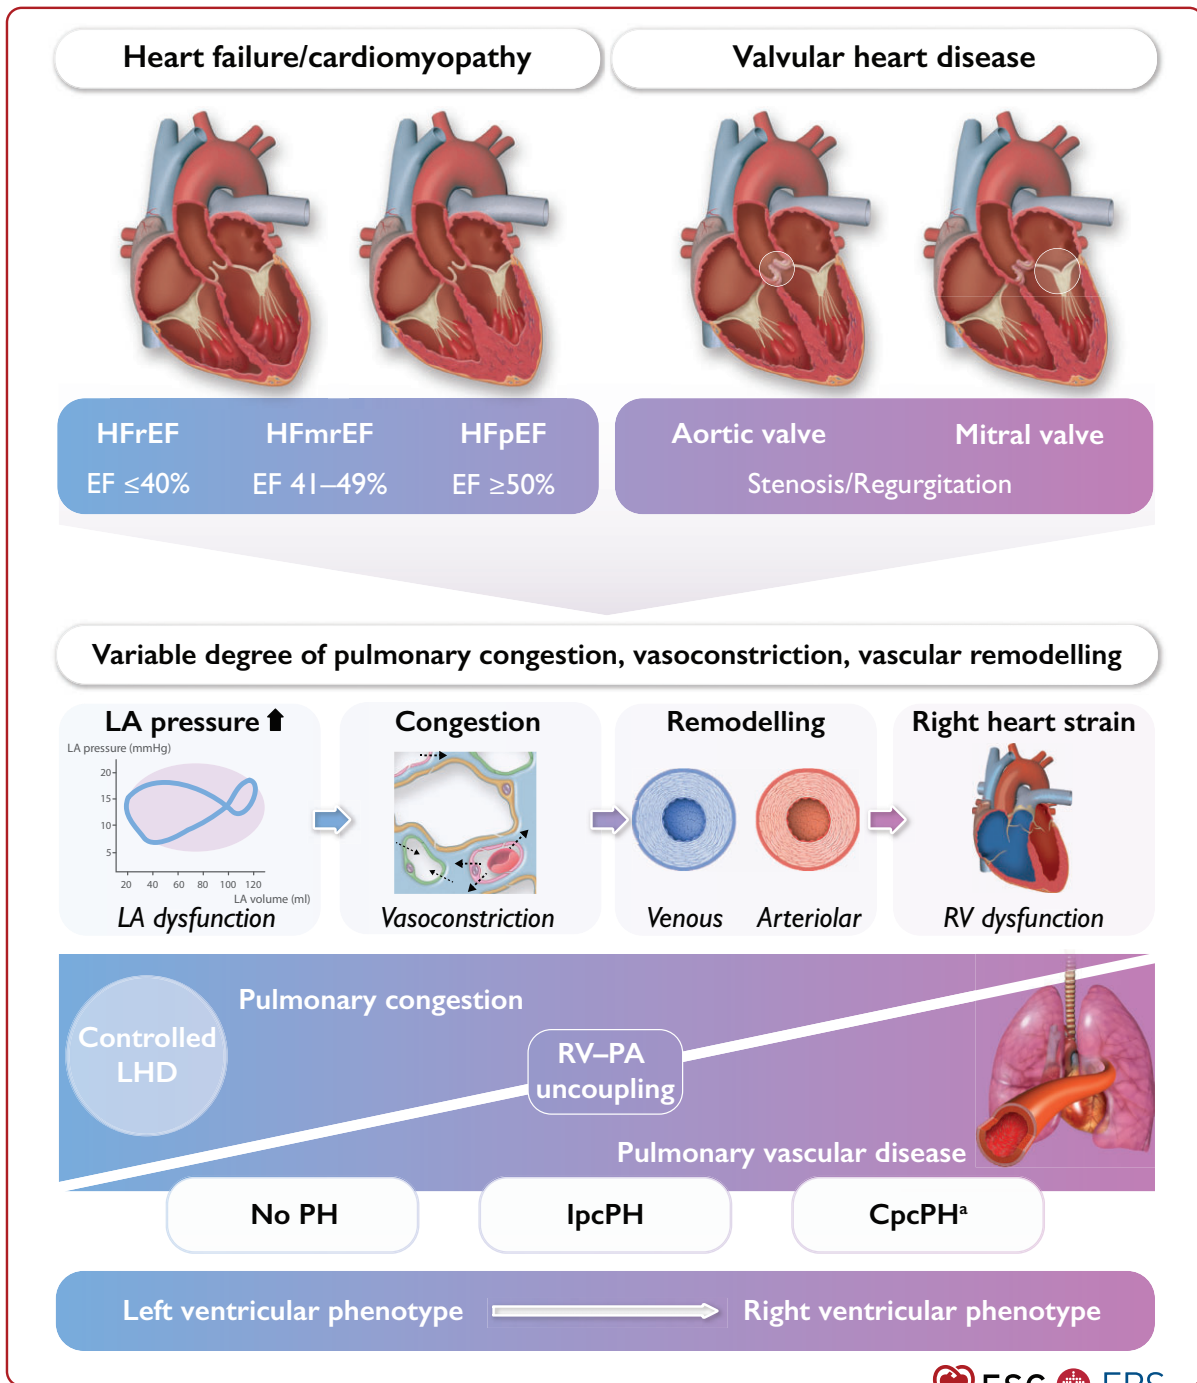 Heart failure/cardiomyopathy
Valvular heart disease
HFrEF
HFmrEF
HFpEF
EF ≤40%
EF 41–49%
EF ≥50%
Aortic valve
Mitral valve
Stenosis/Regurgitation
Variable degree of pulmonary congestion, vasoconstriction, vascular remodelling
LA pressure
LA pressure (mmHg)
20
15
10
5
20 40 60 80 100 120
LA volume (ml)
LA dysfunction
Congestion
Vasoconstriction
Remodelling
Venous
Arteriolar
Right heart strain
RV dysfunction
Controlled
LHD
Pulmonary congestion
RV–PA
uncoupling
Pulmonary vascular disease
No PH
IpcPH
CpcPHᵃ
Left ventricular phenotype
Right ventricular phenotype
ESC
ERS